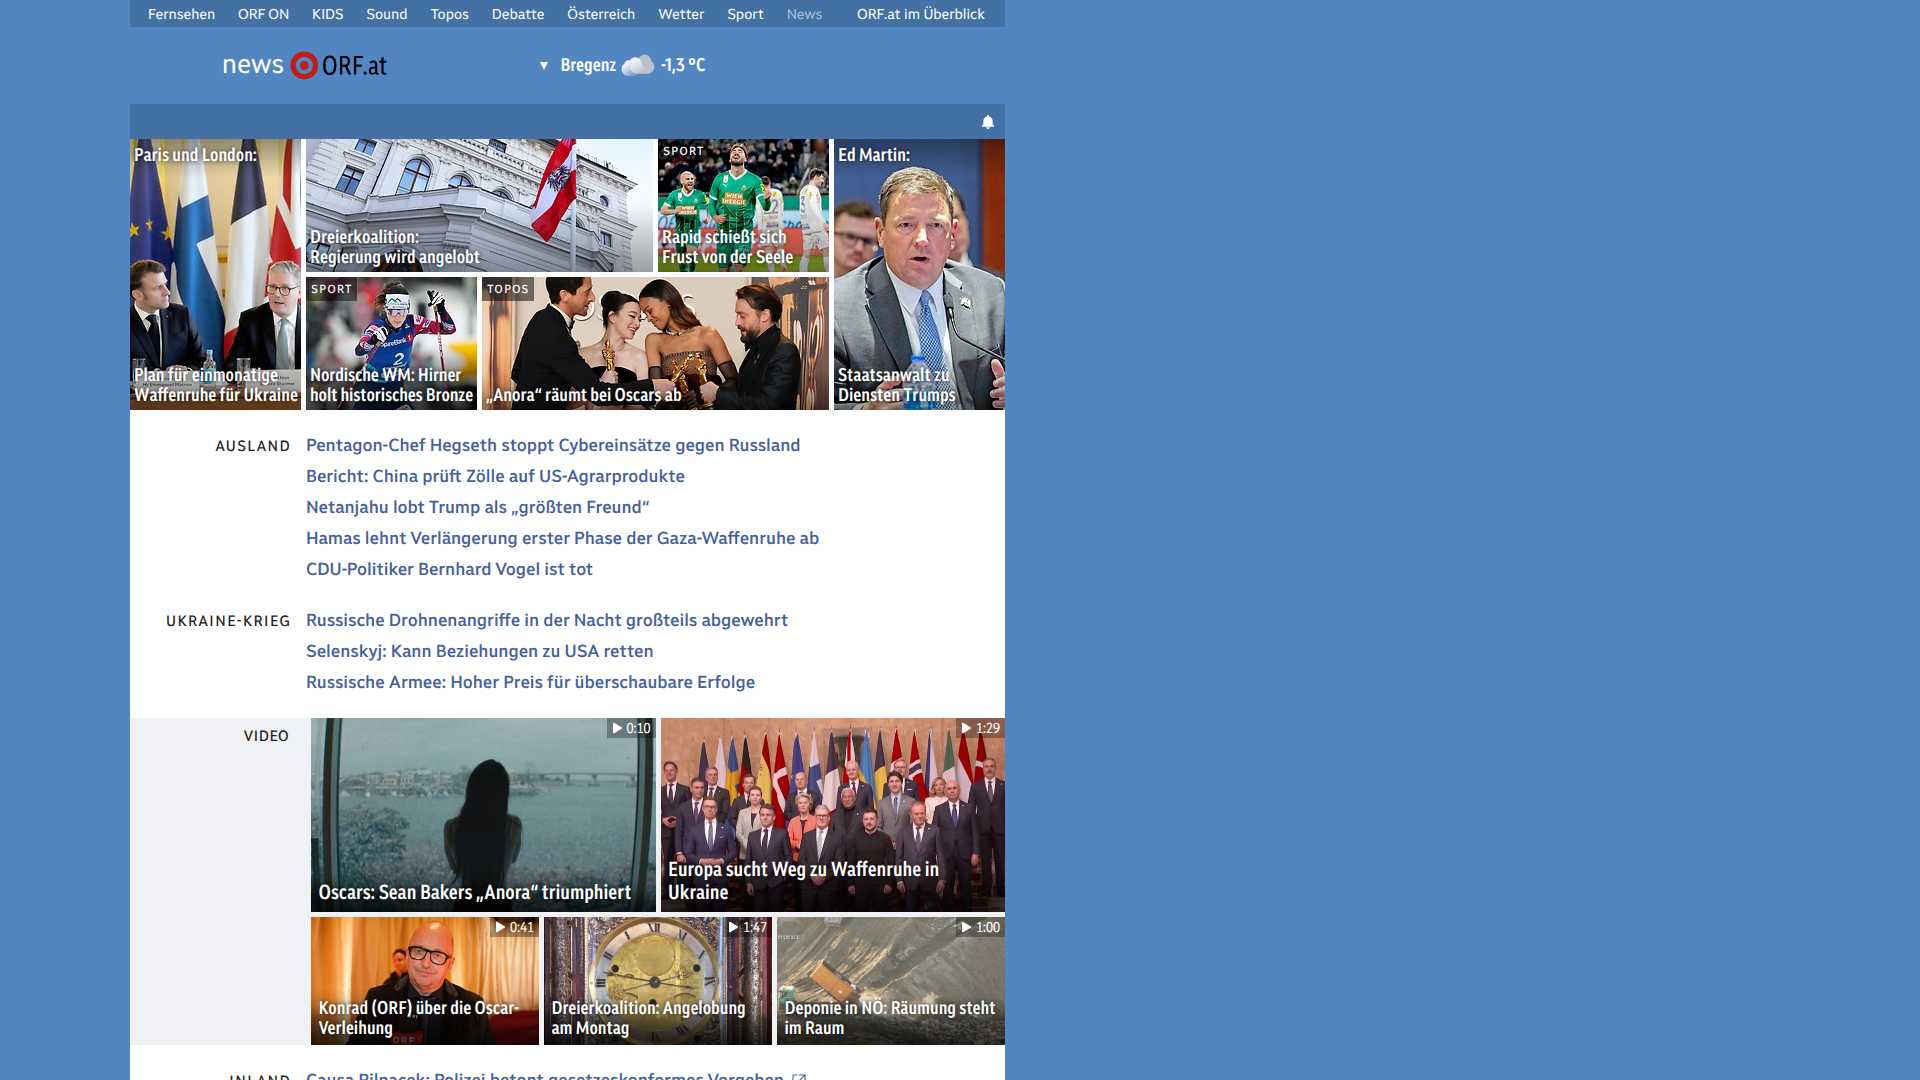 Fernsehen ORF ON KIDS Sound Topos Debatte Österreich Wetter Sport News ORF.at im Überblick
news ORF.at
Bregenz -1,3 °C
Paris und London:
Plan für einmonatige
Waffenruhe für Ukraine
Dreierkoalition:
Regierung wird angelobt
SPORT
Rapid schießt sich
Frust von der Seele
Ed Martin:
Staatsanwalt zu
Diensten Trumps
SPORT
Nordische WM: Hirner
holt historisches Bronze
TOPOS
„Anora“ räumt bei Oscars ab
AUSLAND
Pentagon-Chef Hegseth stoppt Cybereinsätze gegen Russland
Bericht: China prüft Zölle auf US-Agrarprodukte
Netanjahu lobt Trump als „größten Freund“
Hamas lehnt Verlängerung erster Phase der Gaza-Waffenruhe ab
CDU-Politiker Bernhard Vogel ist tot
UKRAINE-KRIEG
Russische Drohnenangriffe in der Nacht großteils abgewehrt
Selenskyj: Kann Beziehungen zu USA retten
Russische Armee: Hoher Preis für überschaubare Erfolge
VIDEO
0:10
Oscars: Sean Bakers „Anora“ triumphiert
1:29
Europa sucht Weg zu Waffenruhe in
Ukraine
0:41
Konrad (ORF) über die Oscar-
Verleihung
1:47
Dreierkoalition: Angelobung
am Montag
1:00
Deponie in NÖ: Räumung steht
im Raum
INLAND
Causa Pilnacek: Polizei betont gesetzeskonformes Vorgehen